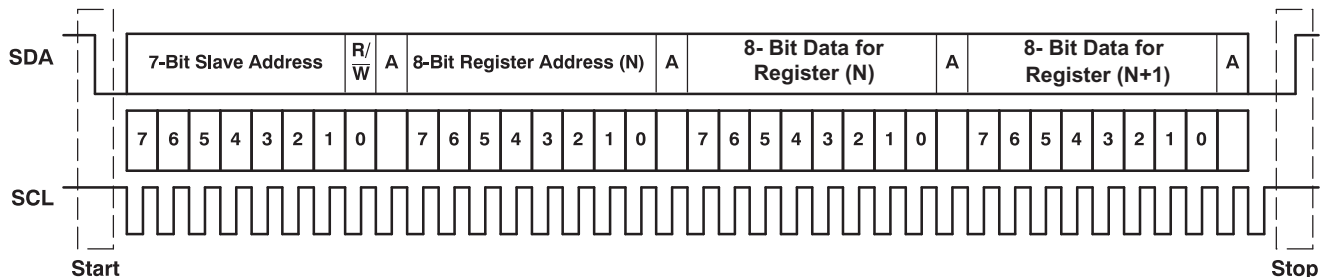 SDA
7-Bit Slave Address
R/
W
A
8-Bit Register Address (N)
A
8- Bit Data for
Register (N)
A
8- Bit Data for
Register (N+1)
A
7 6 5 4 3 2 1 0 7 6 5 4 3 2 1 0 7 6 5 4 3 2 1 0 7 6 5 4 3 2 1 0
SCL
Start
Stop